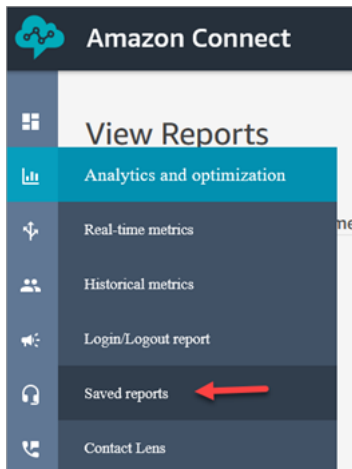 Amazon Connect
View Reports
Analytics and optimization
Real-time metrics
Historical metrics
Login/Logout report
Saved reports
Contact Lens